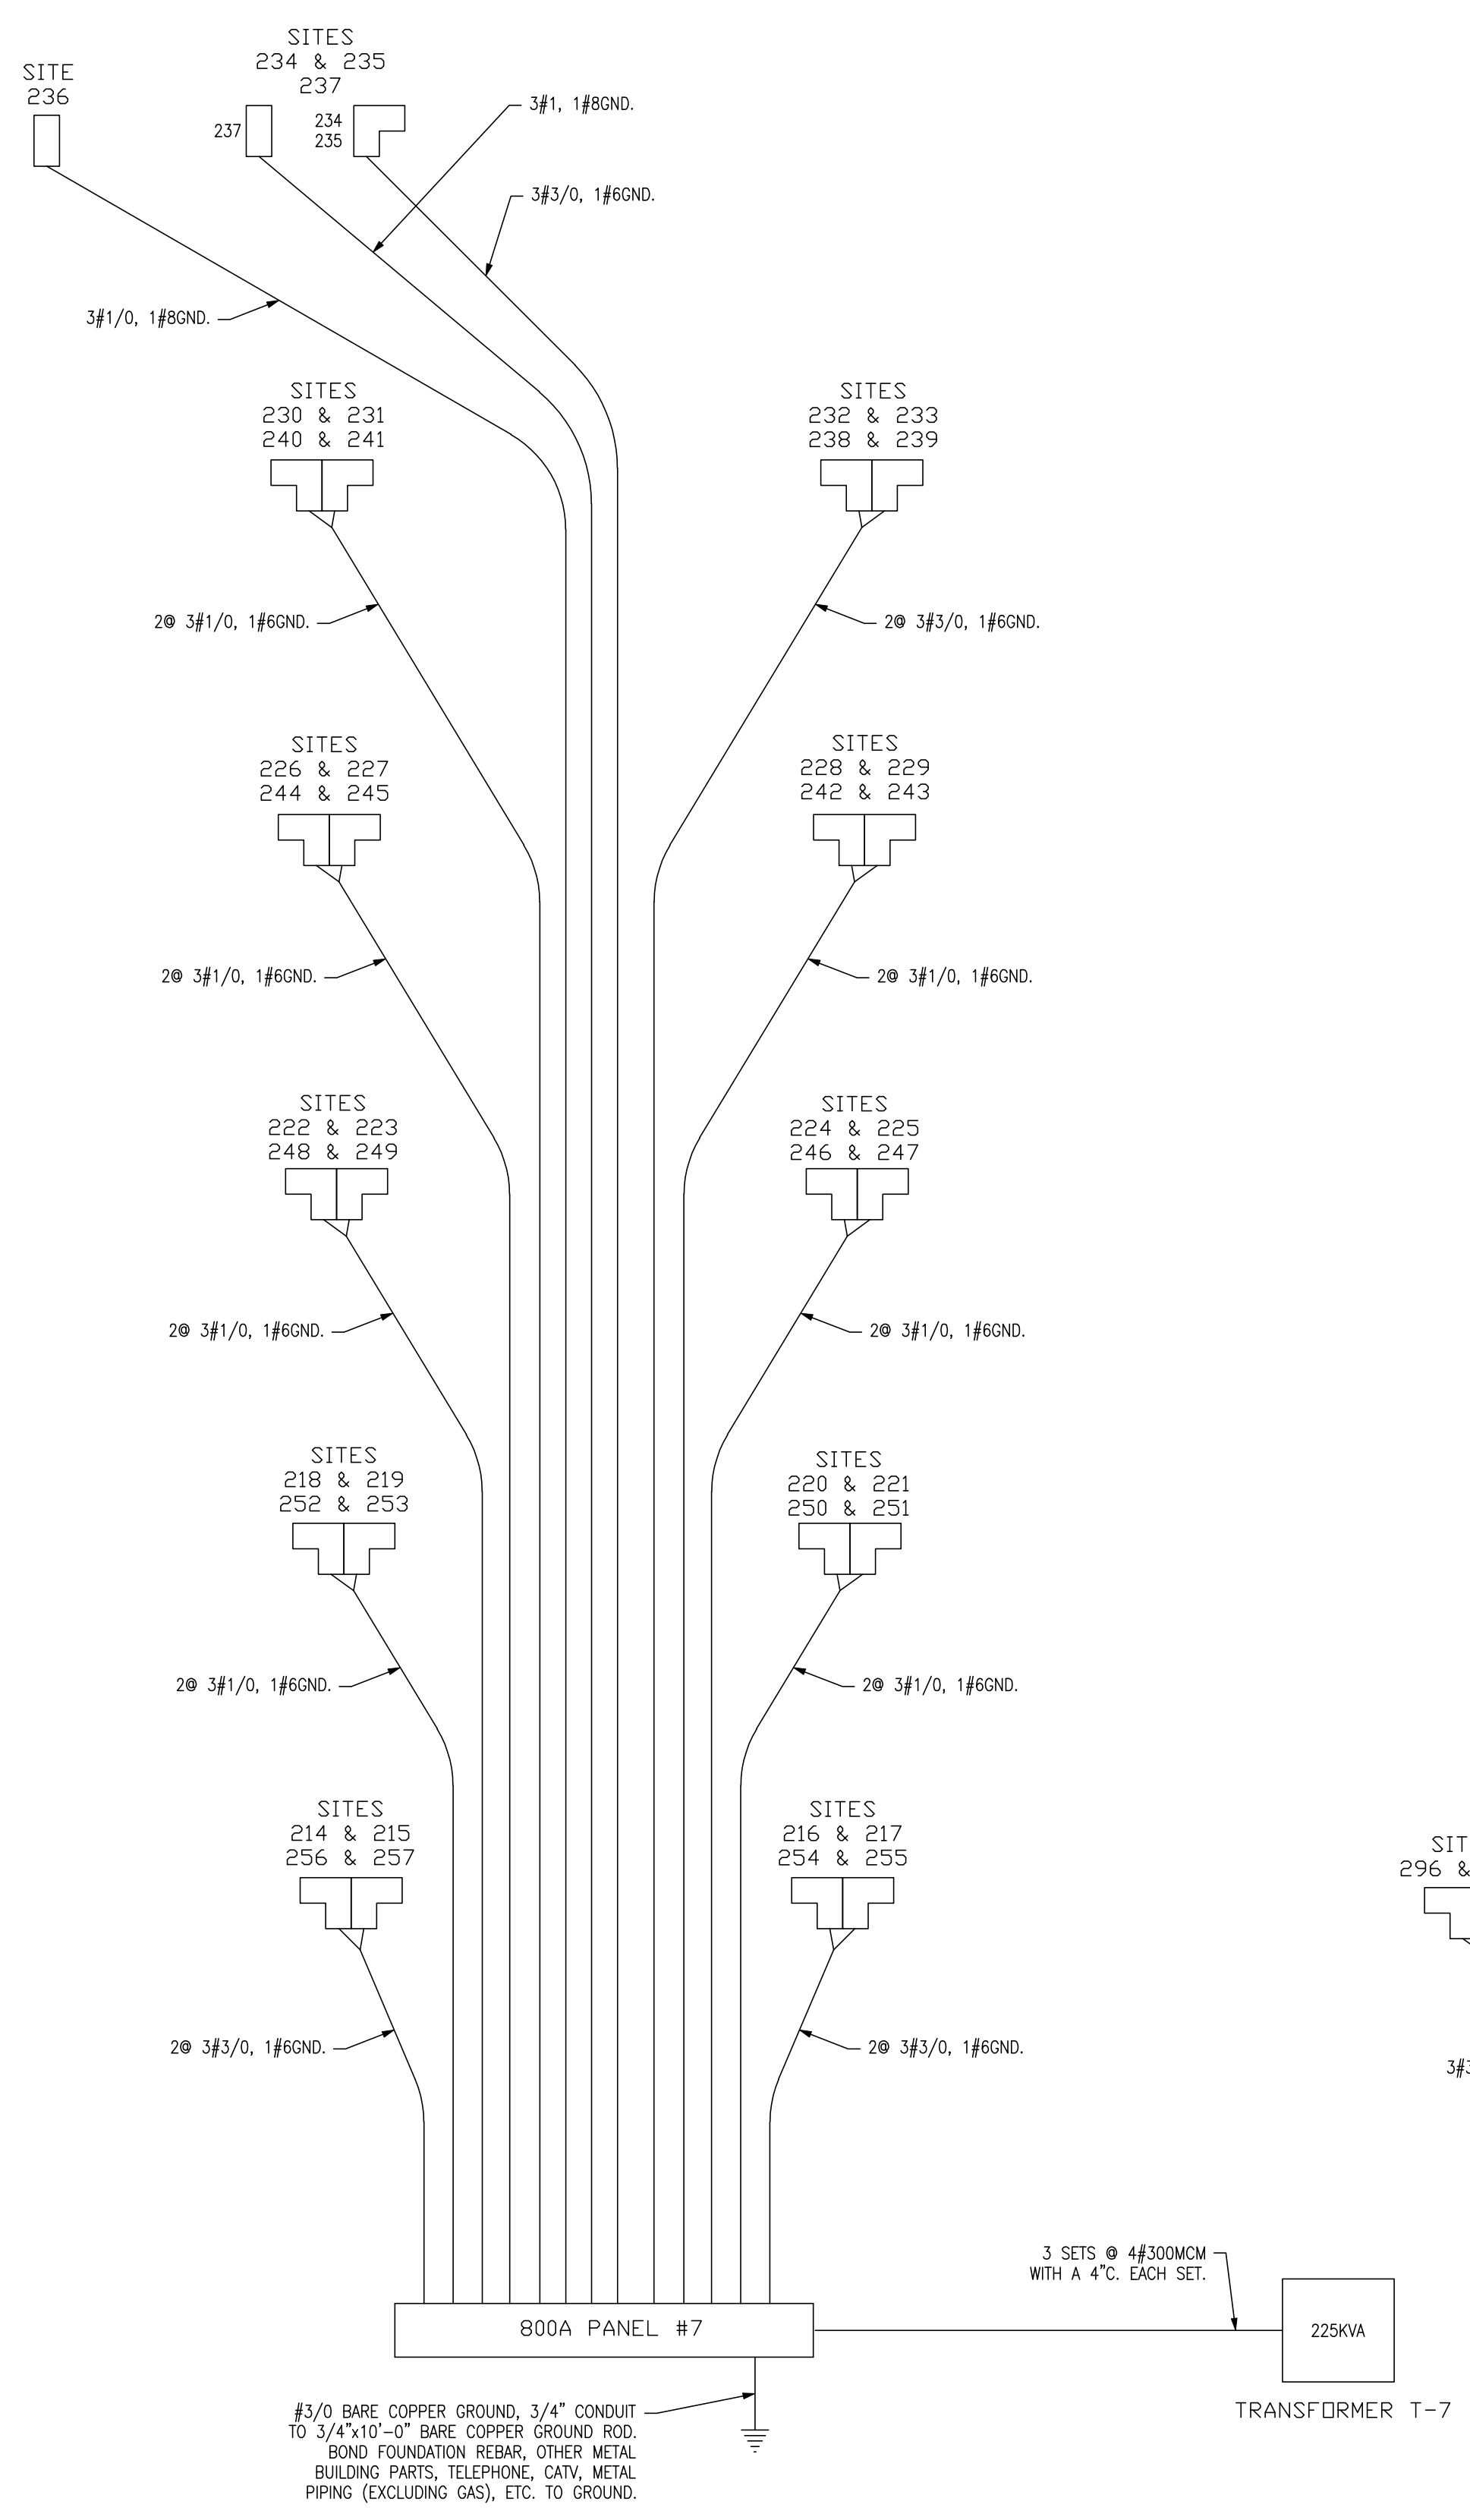 SITE
236
SITES
234 & 235
237
237
234
235
3#1, 1#8GND.
3#3/0, 1#6GND.
3#1/0, 1#8GND.
SITES
230 & 231
240 & 241
SITES
232 & 233
238 & 239
2@ 3#1/0, 1#6GND.
2@ 3#3/0, 1#6GND.
SITES
226 & 227
244 & 245
SITES
228 & 229
242 & 243
2@ 3#1/0, 1#6GND.
2@ 3#1/0, 1#6GND.
SITES
222 & 223
248 & 249
SITES
224 & 225
246 & 247
2@ 3#1/0, 1#6GND.
2@ 3#1/0, 1#6GND.
SITES
218 & 219
252 & 253
SITES
220 & 221
250 & 251
2@ 3#1/0, 1#6GND.
2@ 3#1/0, 1#6GND.
SITES
214 & 215
256 & 257
SITES
216 & 217
254 & 255
SIT
296 &
2@ 3#3/0, 1#6GND.
2@ 3#3/0, 1#6GND.
3 SETS @ 4#300MCM
WITH A 4"C. EACH SET.
800A PANEL #7
225KVA
TRANSFORMER T-7
#3/0 BARE COPPER GROUND, 3/4" CONDUIT
TO 3/4"x10'-0" BARE COPPER GROUND ROD.
BOND FOUNDATION REBAR, OTHER METAL
BUILDING PARTS, TELEPHONE, CATV, METAL
PIPING (EXCLUDING GAS), ETC. TO GROUND.